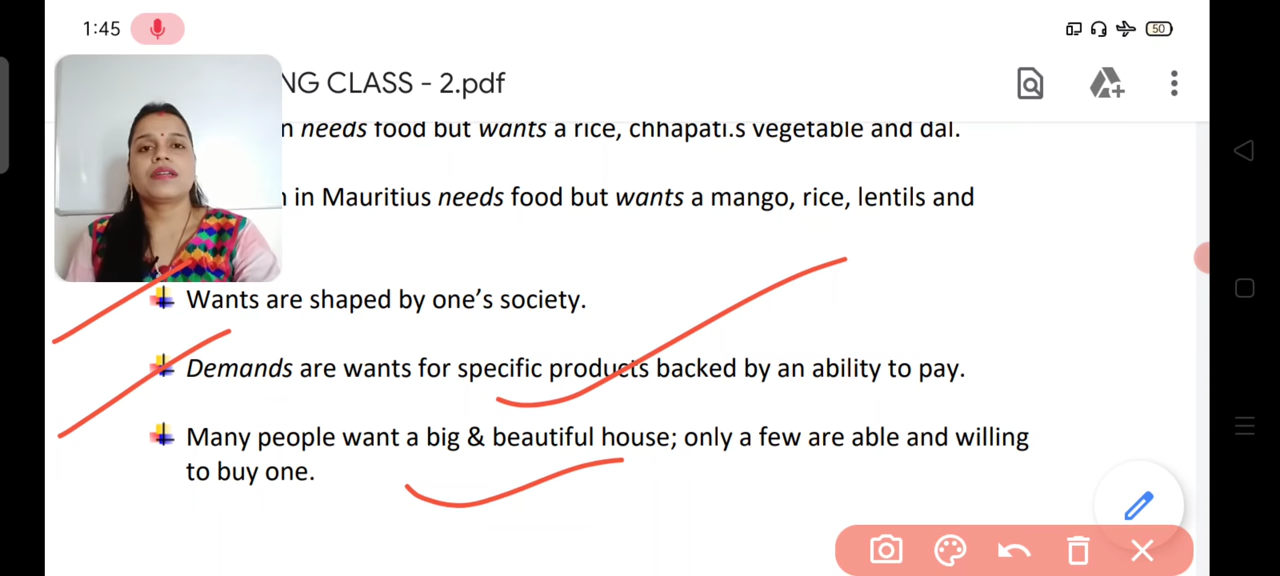 1:45
50
NG CLASS - 2.pdf
n needs food but wants a rice, chhapati.s vegetable and dal.
in Mauritius needs food but wants a mango, rice, lentils and
Wants are shaped by one's society.
Demands are wants for specific products backed by an ability to pay.
Many people want a big & beautiful house; only a few are able and willing
to buy one.